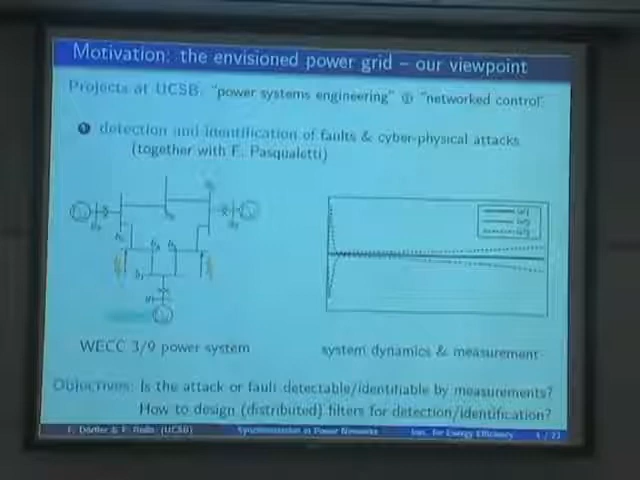 Motivation: the envisioned power grid – our viewpoint
Projects at UCSB: "power systems engineering" ⊕ "networked control"
1 detection and identification of faults & cyber-physical attacks
(together with F. Pasqualetti)
WECC 3/9 power system
system dynamics & measurement
Objectives: Is the attack or fault detectable/identifiable by measurements?
How to design (distributed) filters for detection/identification?
F. Dörfler & F. Bullo (UCSB) Synchronization in Power Networks Inst. for Energy Efficiency